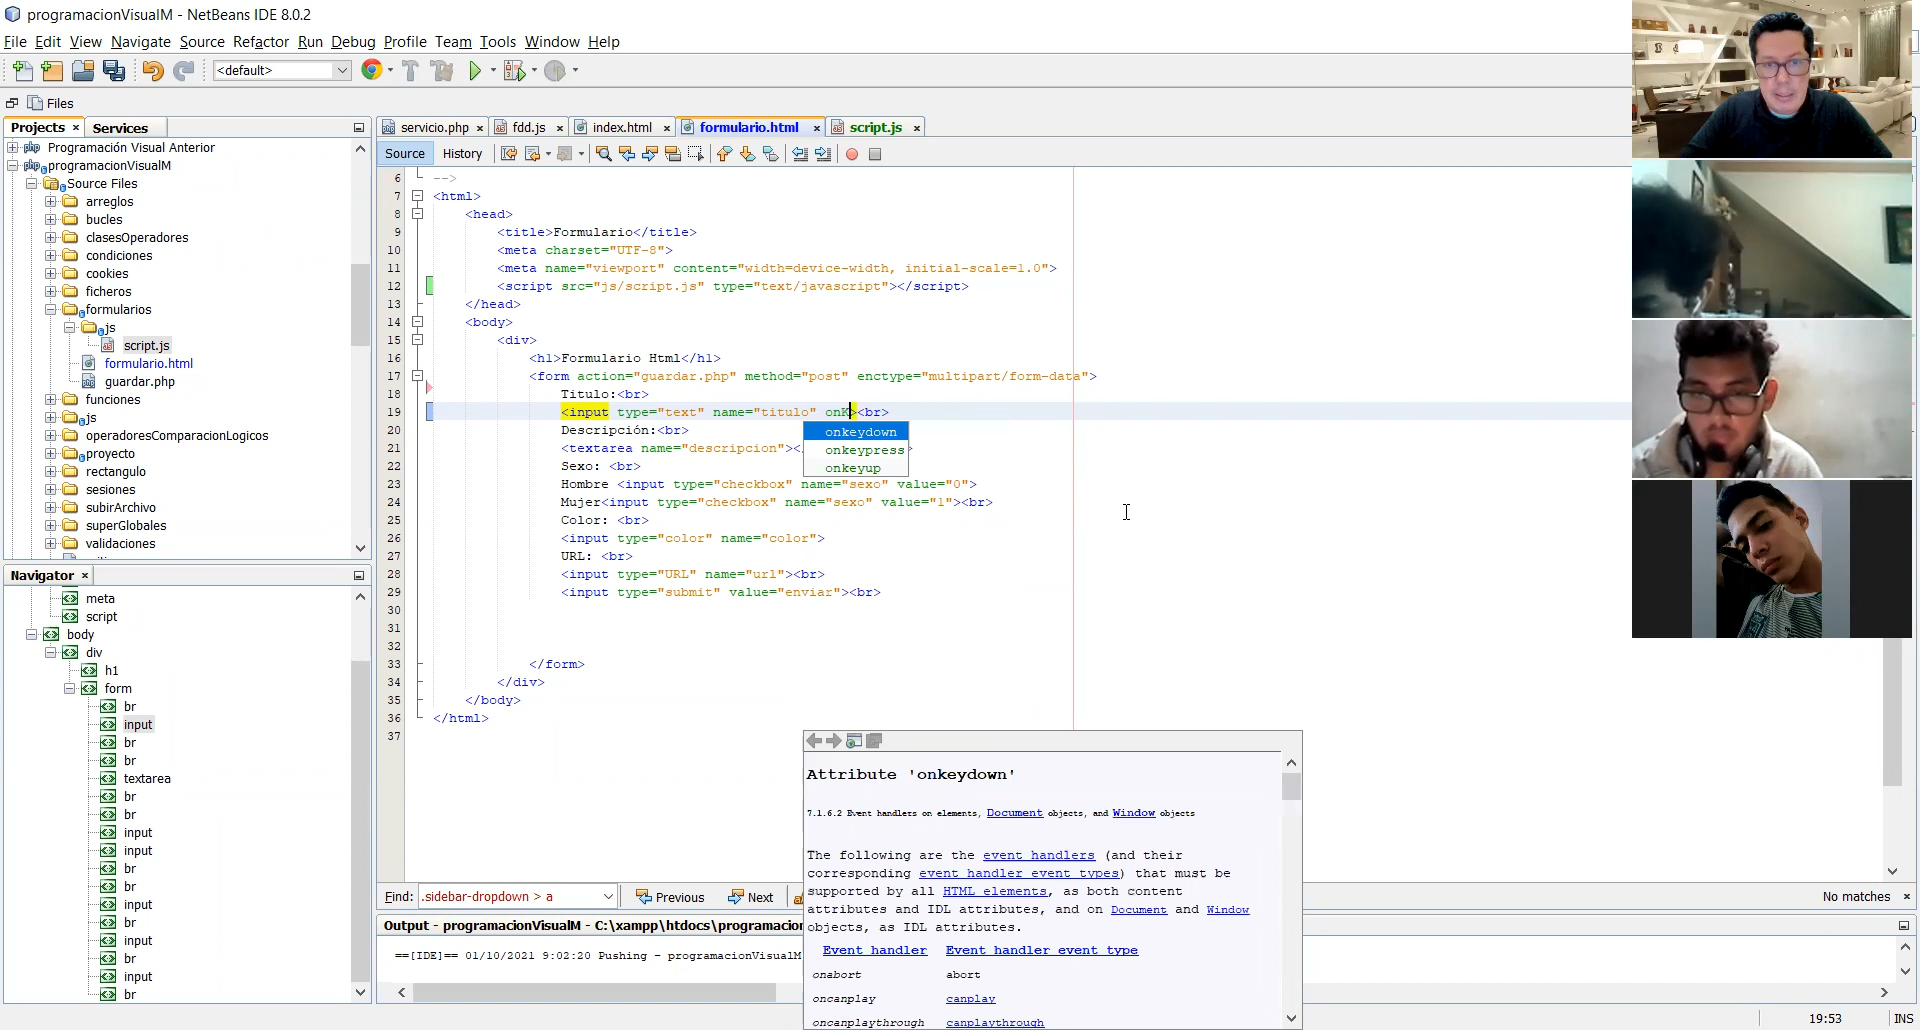 programacionVisualM - NetBeans IDE 8.0.2
File Edit View Navigate Source Refactor Run Debug Profile Team Tools Window Help
<default>
Files
Projects × Services
servicio.php × fdd.js × index.html × formulario.html × script.js ×
Source History
php Programación Visual Anterior
php programacionVisualM
Source Files
arreglos
bucles
clasesOperadores
condiciones
cookies
ficheros
formularios
js
script.js
formulario.html
guardar.php
funciones
js
operadoresComparacionLogicos
proyecto
rectangulo
sesiones
subirArchivo
superGlobales
validaciones
Navigator ×
meta
script
body
div
h1
form
br
input
br
br
textarea
br
br
input
input
br
br
input
br
input
br
input
br
6 -->
7 <html>
8 <head>
9 <title>Formulario</title>
10 <meta charset="UTF-8">
11 <meta name="viewport" content="width=device-width, initial-scale=1.0">
12 <script src="js/script.js" type="text/javascript"></script>
13 </head>
14 <body>
15 <div>
16 <h1>Formulario Html</h1>
17 <form action="guardar.php" method="post" enctype="multipart/form-data">
18 Titulo:<br>
19 <input type="text" name="titulo" onK><br>
20 Descripción:<br>
21 <textarea name="descripcion"></
22 Sexo: <br>
23 Hombre <input type="checkbox" name="sexo" value="0">
24 Mujer<input type="checkbox" name="sexo" value="1"><br>
25 Color: <br>
26 <input type="color" name="color">
27 URL: <br>
28 <input type="URL" name="url"><br>
29 <input type="submit" value="enviar"><br>
30
31
32
33 </form>
34 </div>
35 </body>
36 </html>
37
onkeydown
onkeypress
onkeyup
Attribute 'onkeydown'
7.1.6.2 Event handlers on elements, Document objects, and Window objects
The following are the event handlers (and their
corresponding event handler event types) that must be
supported by all HTML elements, as both content
attributes and IDL attributes, and on Document and Window
objects, as IDL attributes.
Event handler Event handler event type
onabort abort
oncanplay canplay
oncanplaythrough canplaythrough
Find: .sidebar-dropdown > a Previous Next No matches ×
Output - programacionVisualM - C:\xampp\htdocs\programacion
==[IDE]== 01/10/2021 9:02:20 Pushing - programacionVisualM
19:53 INS